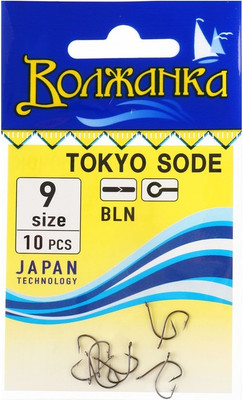 Волжанка
TOKYO SODE
9
size
10 PCS
BLN
JAPAN
TECHNOLOGY